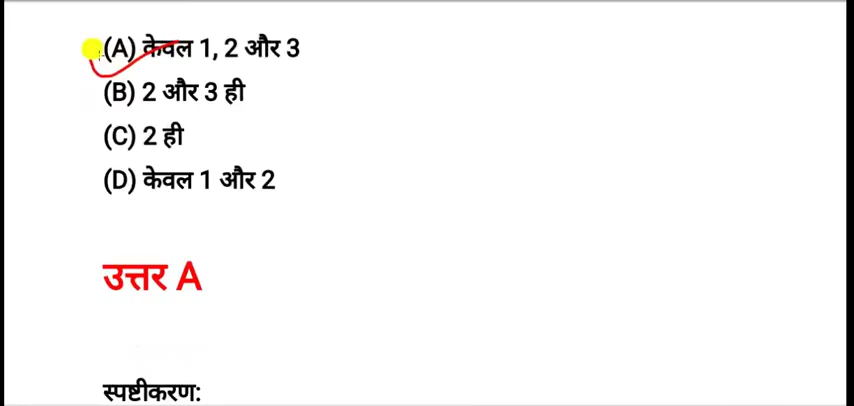 (A) केवल 1, 2 और 3
(B) 2 और 3 ही
(C) 2 ही
(D) केवल 1 और 2
उत्तर A
स्पष्टीकरण: